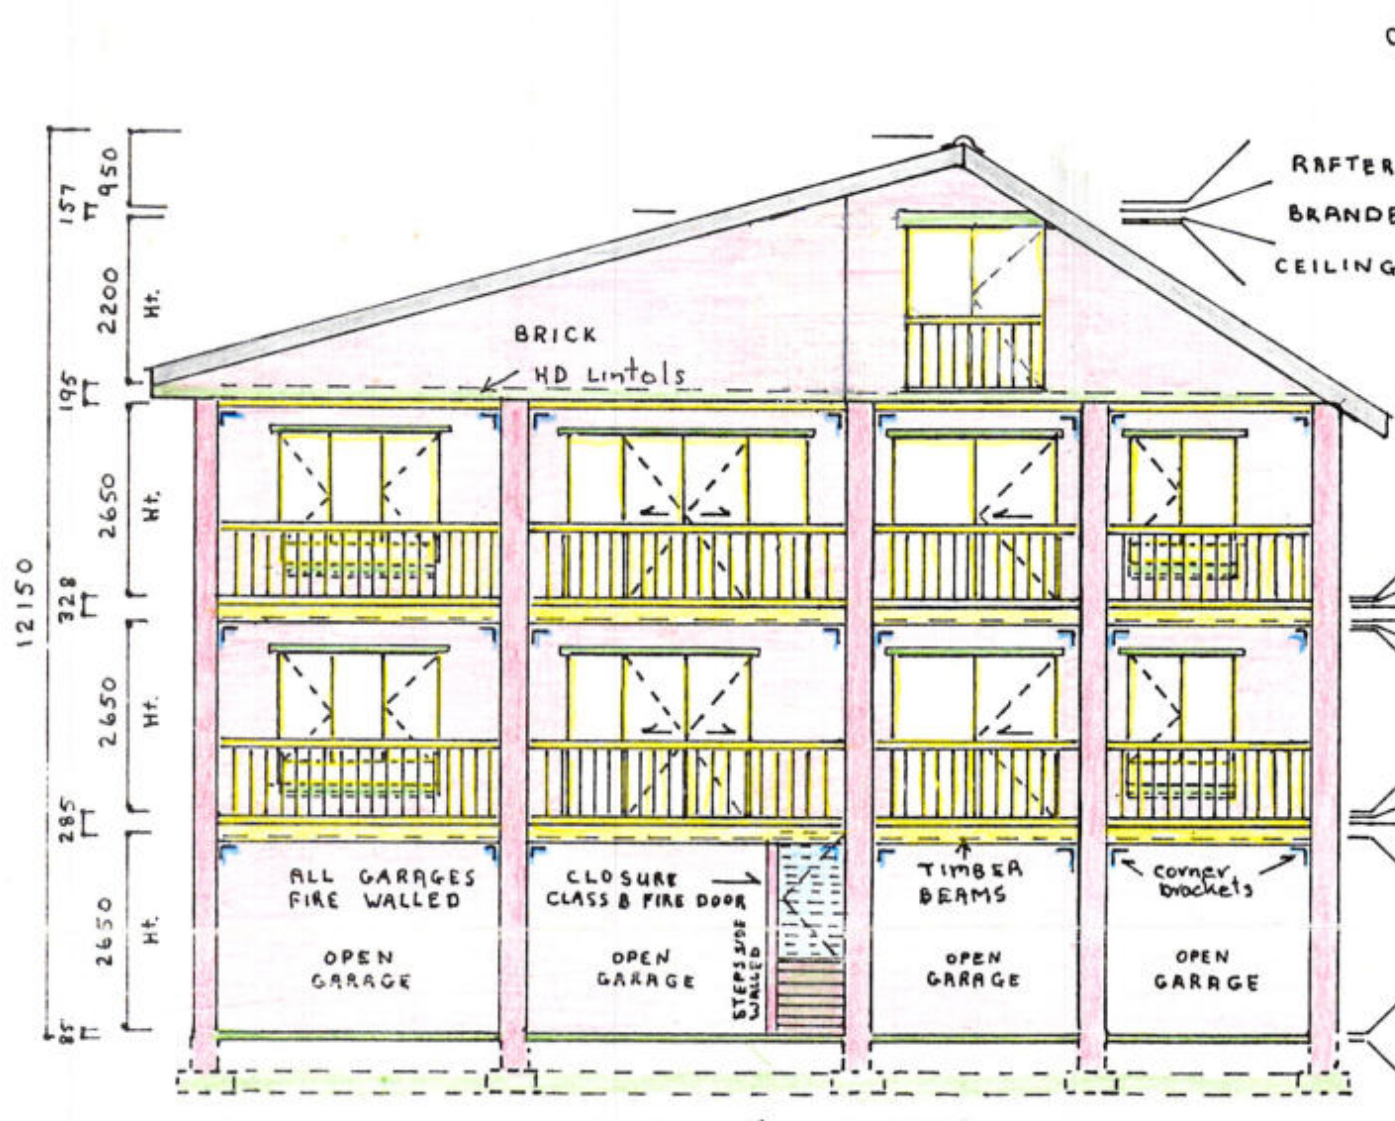 C
950
157
RAFTER
BRANDE
CEILING
2200
Ht.
BRICK
HD Lintols
195
2650
Ht.
12150
328
2650
Ht.
285
ALL GARAGES
FIRE WALLED
CLOSURE
CLASS B FIRE DOOR
TIMBER
BEAMS
corner
brackets
2650
Ht.
OPEN
GARAGE
OPEN
GARAGE
STEPS SIDE
WALLED
OPEN
GARAGE
OPEN
GARAGE
85